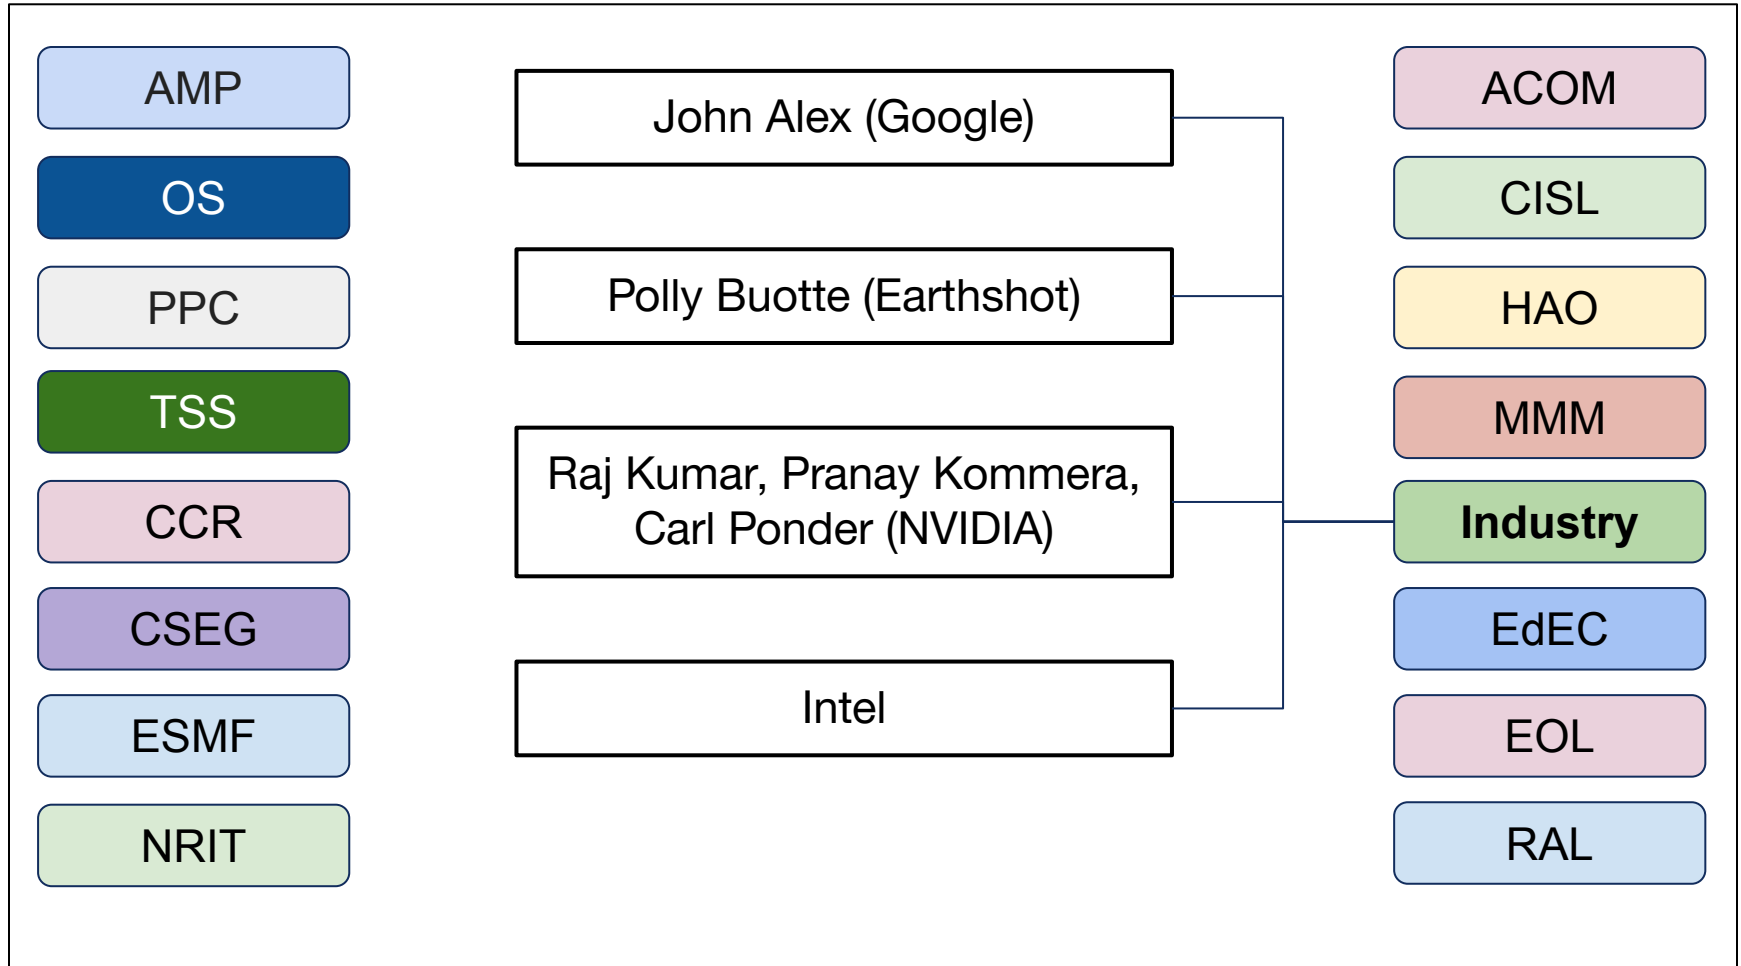 AMP
OS
PPC
TSS
CCR
CSEG
ESMF
NRIT
John Alex (Google)
Polly Buotte (Earthshot)
Raj Kumar, Pranay Kommera,
Carl Ponder (NVIDIA)
Intel
ACOM
CISL
HAO
MMM
Industry
EdEC
EOL
RAL